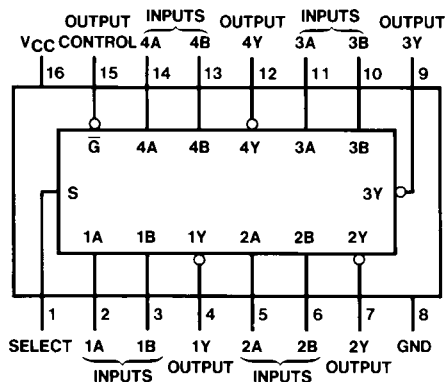 OUTPUT INPUTS OUTPUT INPUTS OUTPUT
VCC CONTROL 4A 4B 4Y 3A 3B 3Y
16 15 14 13 12 11 10 9
G 4A 4B 4Y 3A 3B
S 3Y
1A 1B 1Y 2A 2B 2Y
1 2 3 4 5 6 7 8
SELECT 1A 1B 1Y 2A 2B 2Y GND
INPUTS OUTPUT INPUTS OUTPUT